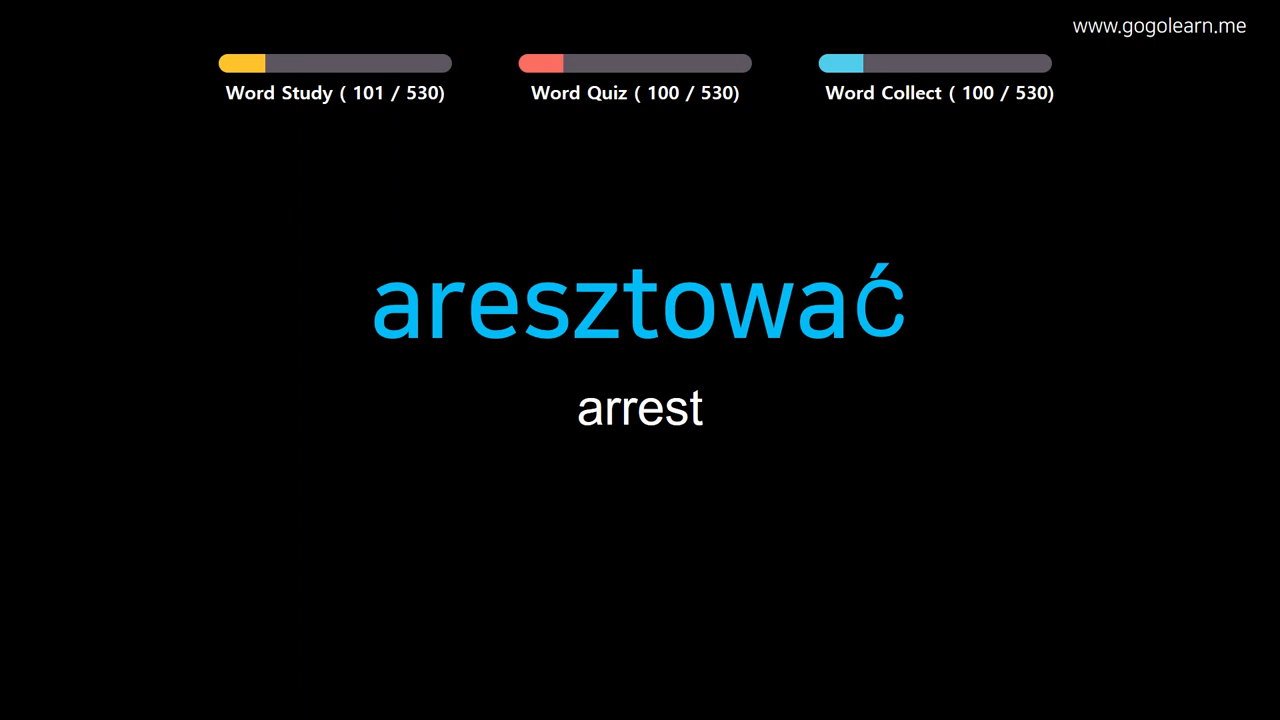 www.gogolearn.me
Word Study ( 101 / 530)
Word Quiz ( 100 / 530)
Word Collect ( 100 / 530)
aresztować
arrest